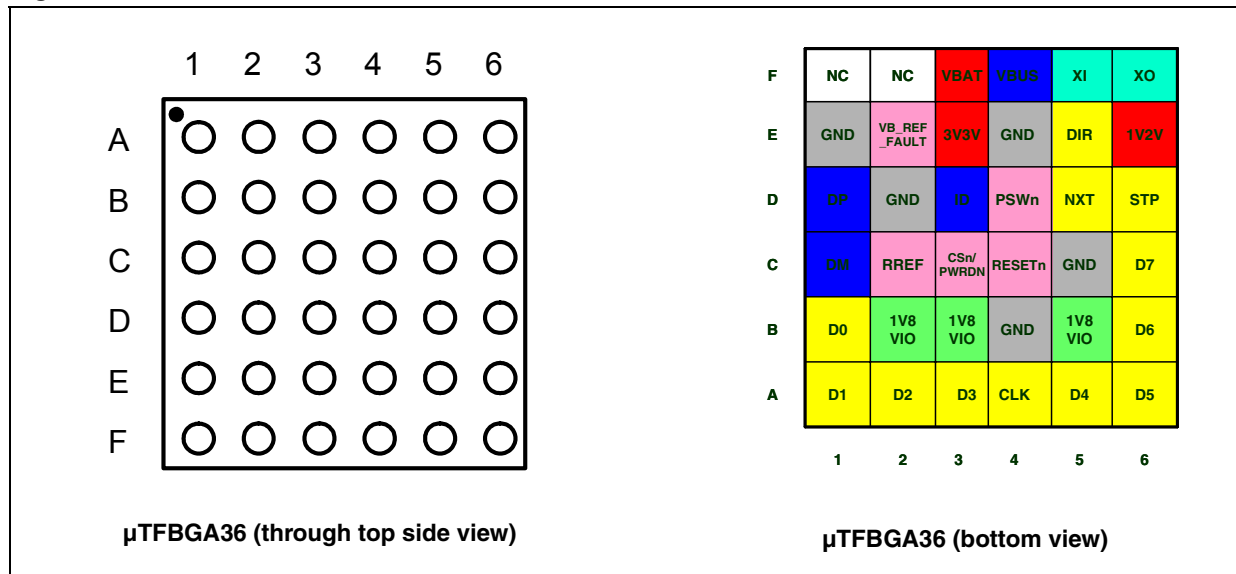 1 2 3 4 5 6
A
B
C
D
E
F
µTFBGA36 (through top side view)
F NC NC VBAT VBUS XI XO
E GND VB_REF _FAULT 3V3V GND DIR 1V2V
D DP GND ID PSWn NXT STP
C DM RREF CSn/ PWRDN RESETn GND D7
B D0 1V8 VIO 1V8 VIO GND 1V8 VIO D6
A D1 D2 D3 CLK D4 D5
1 2 3 4 5 6
µTFBGA36 (bottom view)